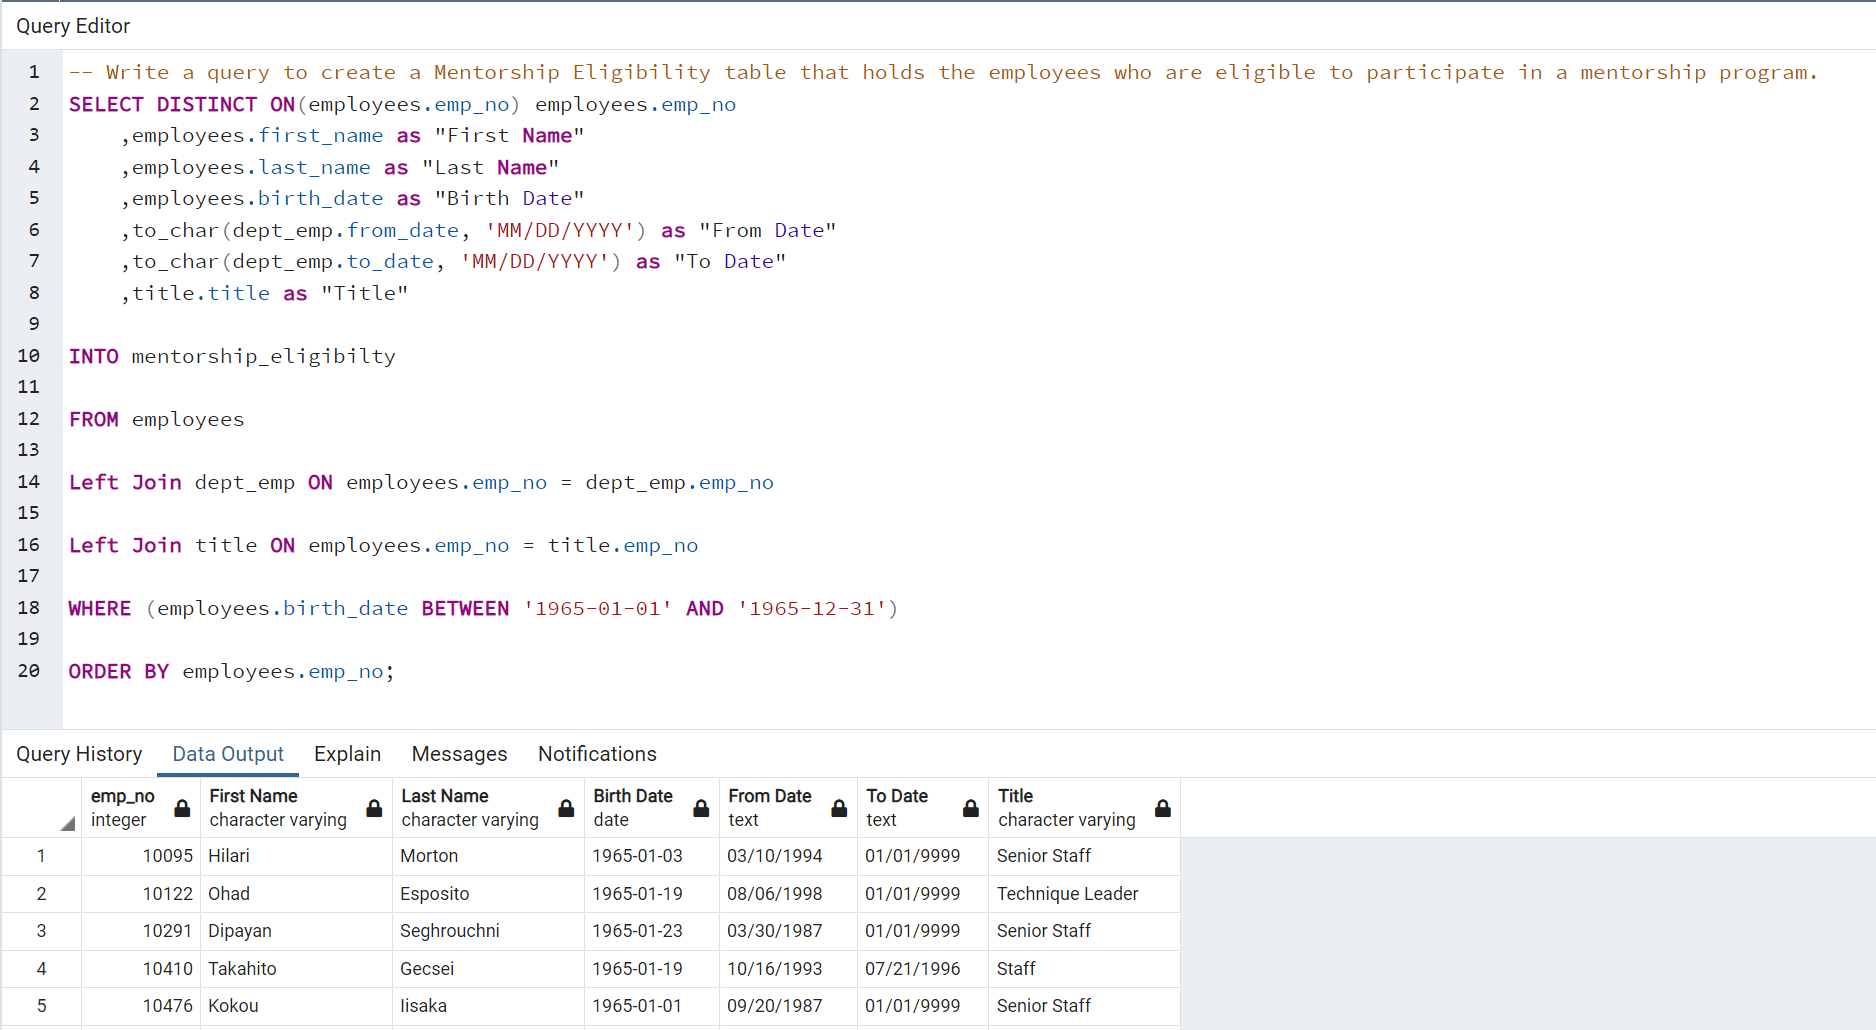 Query Editor
1 -- Write a query to create a Mentorship Eligibility table that holds the employees who are eligible to participate in a mentorship program.
2 SELECT DISTINCT ON(employees.emp_no) employees.emp_no
3 ,employees.first_name as "First Name"
4 ,employees.last_name as "Last Name"
5 ,employees.birth_date as "Birth Date"
6 ,to_char(dept_emp.from_date, 'MM/DD/YYYY') as "From Date"
7 ,to_char(dept_emp.to_date, 'MM/DD/YYYY') as "To Date"
8 ,title.title as "Title"
9
10 INTO mentorship_eligibilty
11
12 FROM employees
13
14 Left Join dept_emp ON employees.emp_no = dept_emp.emp_no
15
16 Left Join title ON employees.emp_no = title.emp_no
17
18 WHERE (employees.birth_date BETWEEN '1965-01-01' AND '1965-12-31')
19
20 ORDER BY employees.emp_no;
Query History Data Output Explain Messages Notifications
emp_no First Name Last Name Birth Date From Date To Date Title
integer character varying character varying date text text character varying
1 10095 Hilari Morton 1965-01-03 03/10/1994 01/01/9999 Senior Staff
2 10122 Ohad Esposito 1965-01-19 08/06/1998 01/01/9999 Technique Leader
3 10291 Dipayan Seghrouchni 1965-01-23 03/30/1987 01/01/9999 Senior Staff
4 10410 Takahito Gecsei 1965-01-19 10/16/1993 07/21/1996 Staff
5 10476 Kokou Iisaka 1965-01-01 09/20/1987 01/01/9999 Senior Staff